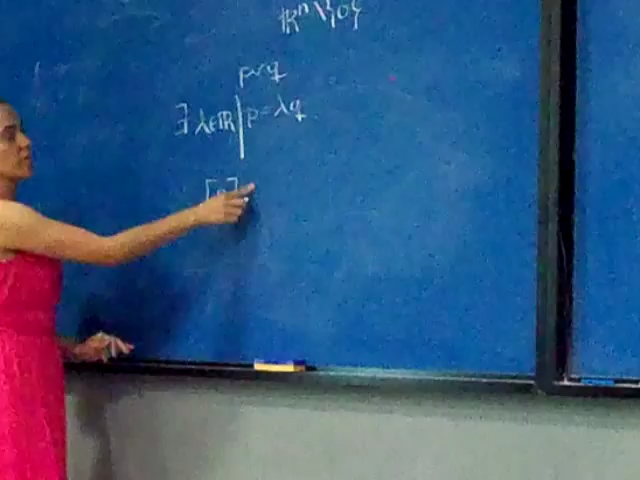 ℝⁿ\{0}
p~q
∃ λ∈ℝ | p = λq